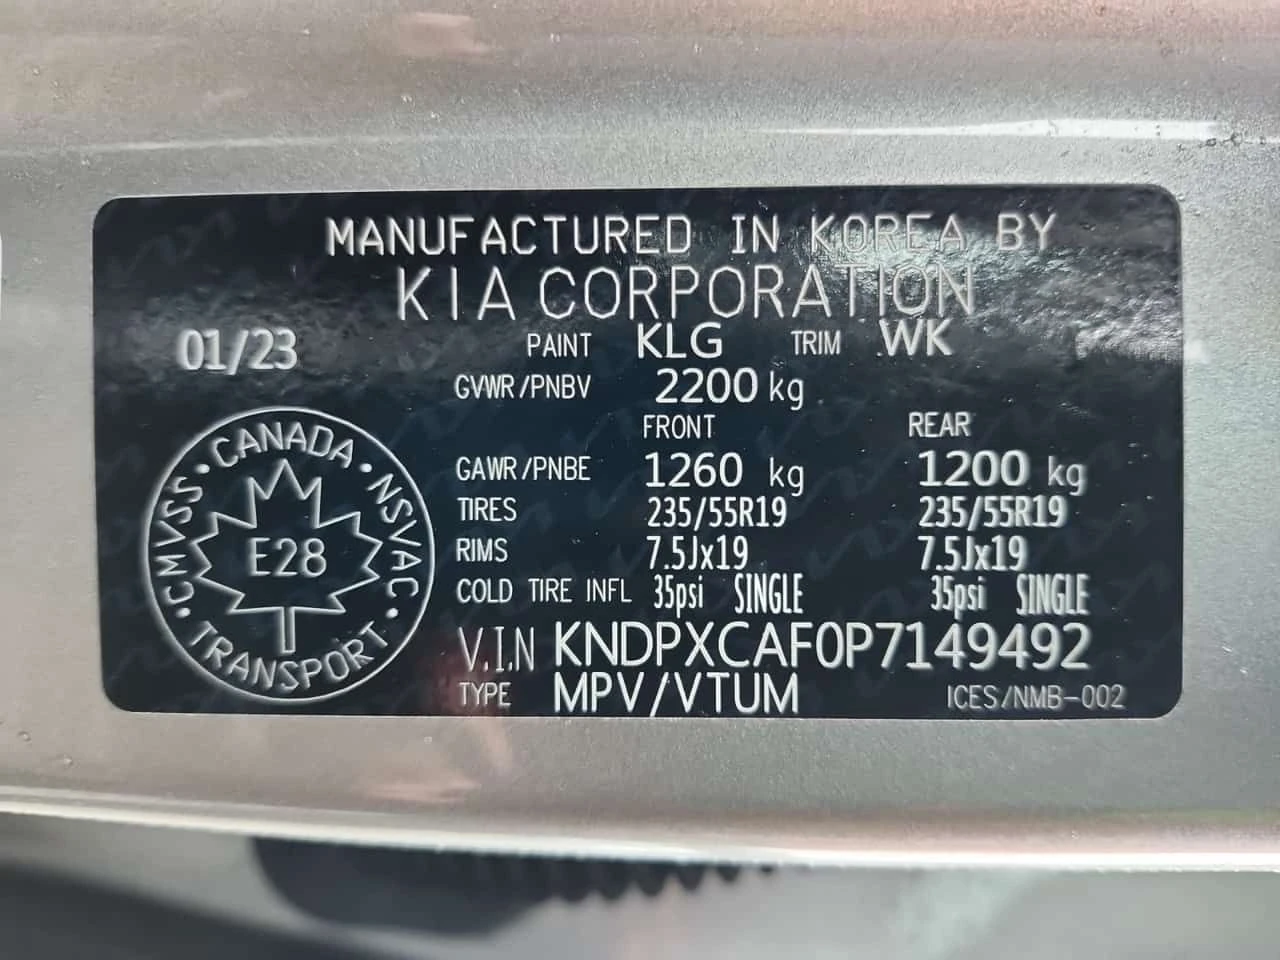 MANUFACTURED IN KOREA BY
KIA CORPORATION
01/23 PAINT KLG TRIM WK
GVWR/PNBV 2200 kg
FRONT REAR
GAWR/PNBE 1260 kg 1200 kg
TIRES 235/55R19 235/55R19
RIMS 7.5Jx19 7.5Jx19
COLD TIRE INFL 35psi SINGLE 35psi SINGLE
V.I.N KNDPXCAF0P7149492
TYPE MPV/VTUM ICES/NMB-002
CANADA • NSVAC • TRANSPORT • CMVSS •
E28